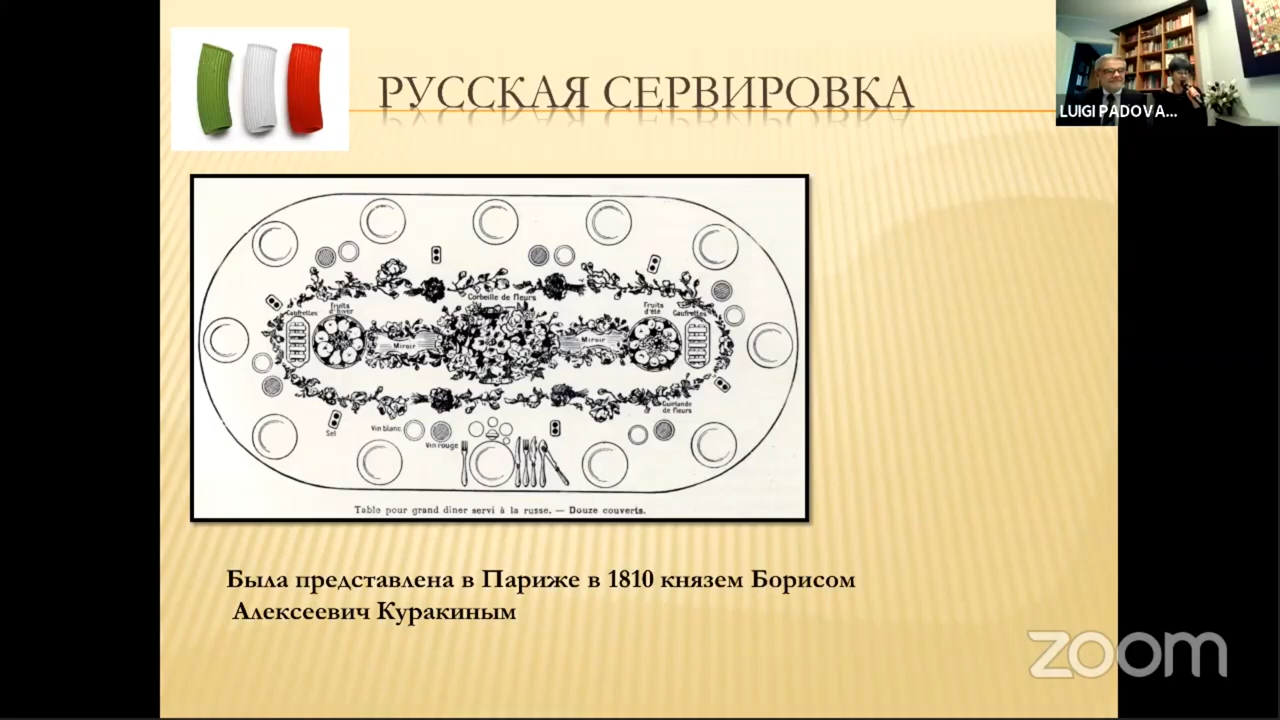 РУССКАЯ СЕРВИРОВКА
LUIGI PADOVA...
Corbeille de fleurs
Gaufrettes
Fruits
d'hiver
Miroir
Miroir
Fruits
d'été
Gaufrettes
Guirlande
de fleurs
Sel
Vin blanc
Vin rouge
Table pour grand diner servi à la russe. — Douze couverts.
Была представлена в Париже в 1810 князем Борисом
Алексеевич Куракиным
zoom